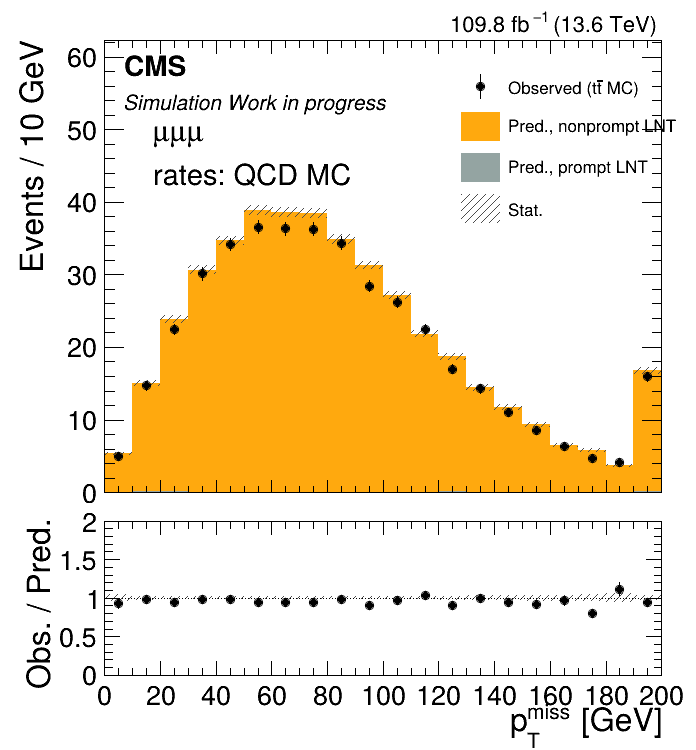 109.8 fb⁻¹ (13.6 TeV)
CMS
Simulation Work in progress
μμμ
rates: QCD MC
Observed (tt̄ MC)
Pred., nonprompt LNT
Pred., prompt LNT
Stat.
Events / 10 GeV
60
50
40
30
20
10
0
Obs. / Pred.
2
1.5
1
0.5
0
0 20 40 60 80 100 120 140 160 180 200
p_T^miss [GeV]